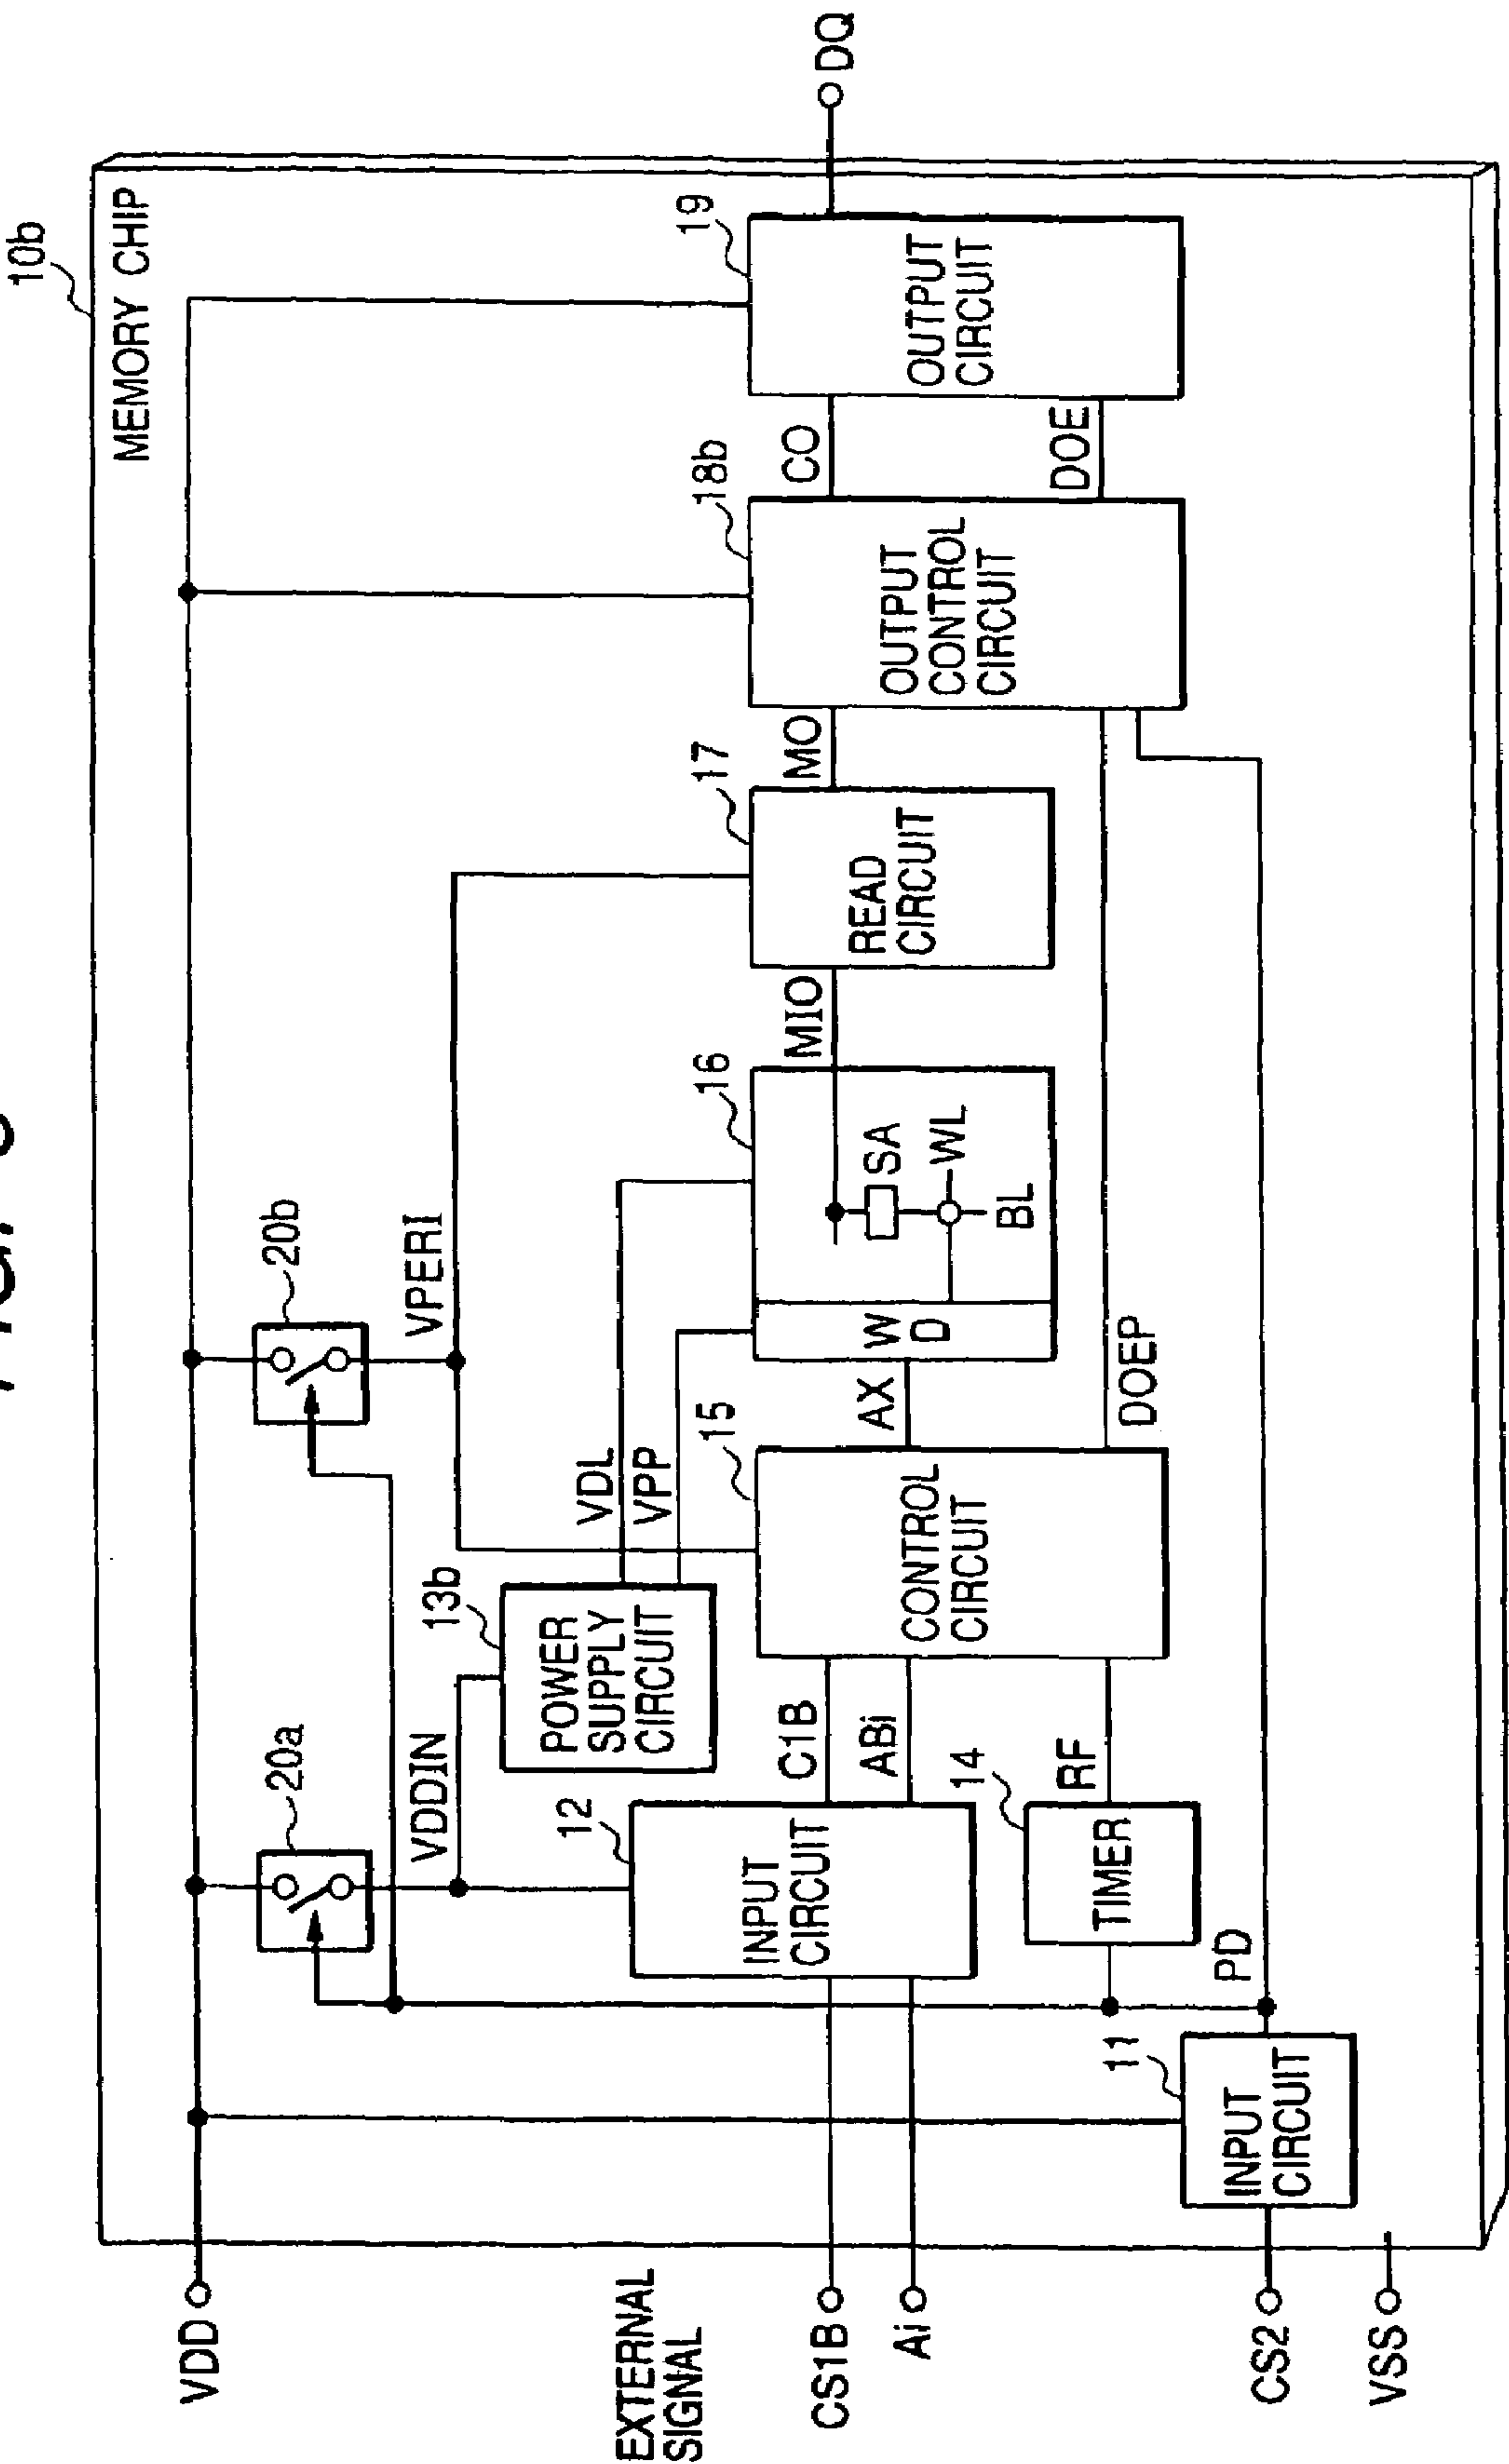 10b
MEMORY CHIP
VDD
20a
20b
VDDIN
VPERI
13b
POWER
SUPPLY
CIRCUIT
VDL
VPP
EXTERNAL
SIGNAL
CS1B
Ai
12
INPUT
CIRCUIT
C1B
ABi
15
CONTROL
CIRCUIT
AX
16
W
D
SA
WL
BL
MIO
17
READ
CIRCUIT
MO
18b
OUTPUT
CONTROL
CIRCUIT
CO
DOE
19
OUTPUT
CIRCUIT
DQ
14
TIMER
RF
DOEP
PD
11
INPUT
CIRCUIT
CS2
VSS